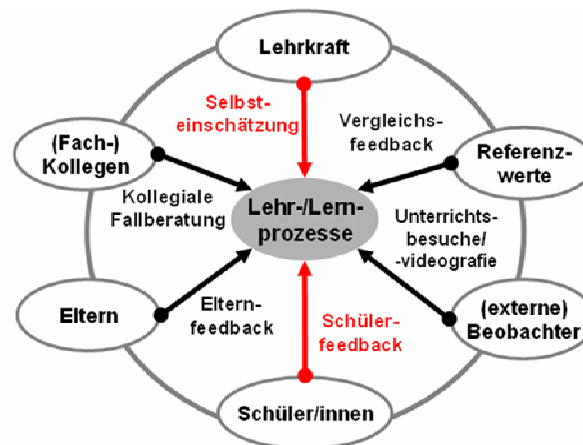 Lehrkraft
Selbst-
einschätzung
Vergleichs-
feedback
(Fach-)
Kollegen
Referenz-
werte
Kollegiale
Fallberatung
Lehr-/Lern-
prozesse
Unterrichts-
besuche/
-videografie
Eltern
Eltern-
feedback
Schüler-
feedback
(externe)
Beobachter
Schüler/innen